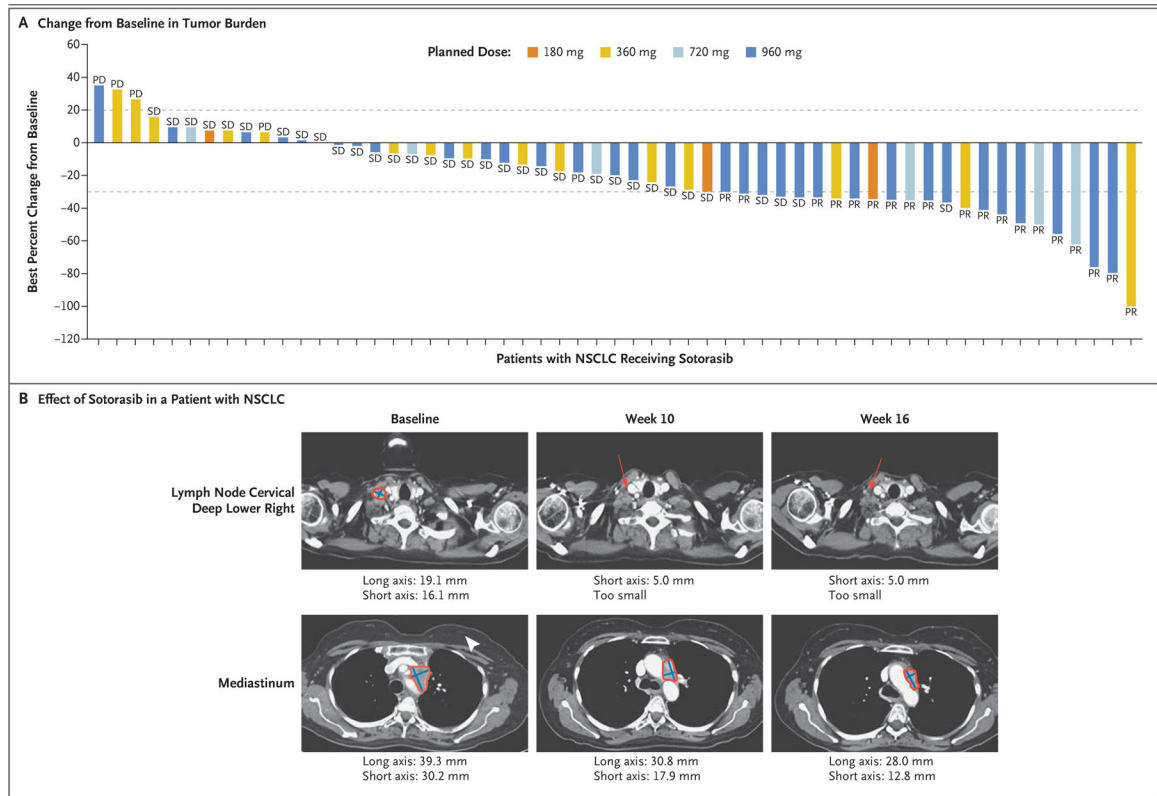 A Change from Baseline in Tumor Burden
Planned Dose: 180 mg 360 mg 720 mg 960 mg
Best Percent Change from Baseline
60
40
20
0
−20
−40
−60
−80
−100
−120
PD PD PD SD SD SD SD SD SD PD SD SD SD
SD SD SD SD SD SD SD SD SD SD SD SD SD PD SD SD SD SD SD SD SD PR PR SD SD SD PR PR PR PR PR PR PR SD PR PR PR PR PR PR PR PR PR PR
Patients with NSCLC Receiving Sotorasib
B Effect of Sotorasib in a Patient with NSCLC
Baseline Week 10 Week 16
Lymph Node Cervical
Deep Lower Right
Long axis: 19.1 mm Short axis: 5.0 mm Short axis: 5.0 mm
Short axis: 16.1 mm Too small Too small
Mediastinum
Long axis: 39.3 mm Long axis: 30.8 mm Long axis: 28.0 mm
Short axis: 30.2 mm Short axis: 17.9 mm Short axis: 12.8 mm